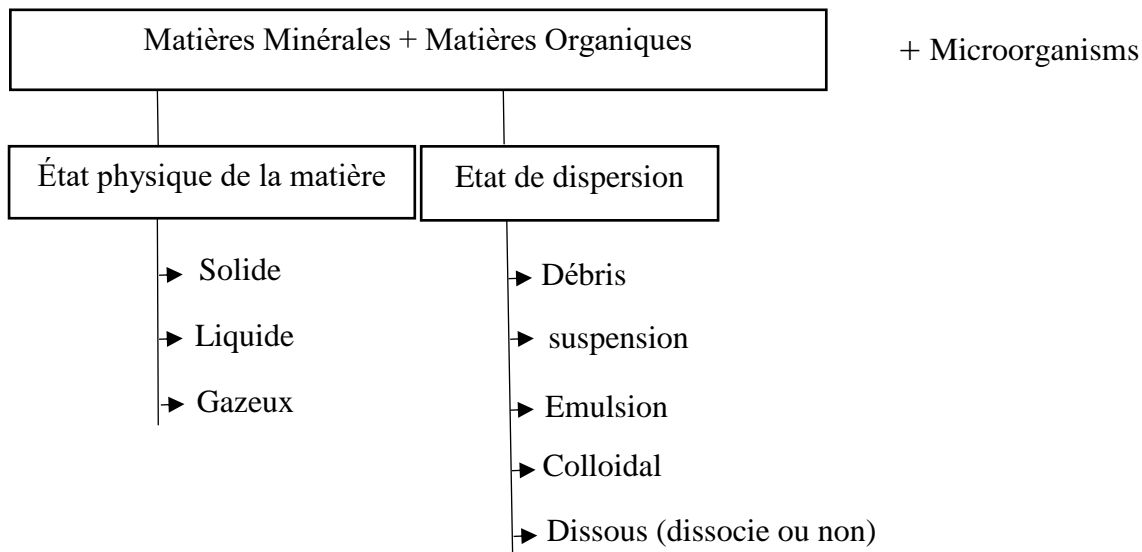 Matières Minérales + Matières Organiques
+ Microorganisms
État physique de la matière
Etat de dispersion
Solide
Liquide
Gazeux
Débris
suspension
Emulsion
Colloidal
Dissous (dissocie ou non)